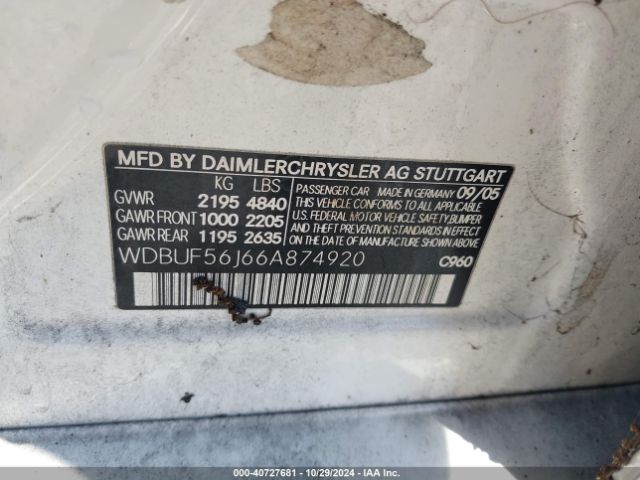 MFD BY DAIMLERCHRYSLER AG STUTTGART
KG LBS
GVWR 2195 4840
GAWR FRONT 1000 2205
GAWR REAR 1195 2635
PASSENGER CAR MADE IN GERMANY 09/05
THIS VEHICLE CONFORMS TO ALL APPLICABLE
U.S. FEDERAL MOTOR VEHICLE SAFETY, BUMPER
AND THEFT PREVENTION STANDARDS IN EFFECT
ON THE DATE OF MANUFACTURE SHOWN ABOVE
WDBUF56J66A874920
C960
000-40727681 | 10/29/2024 | IAA Inc.